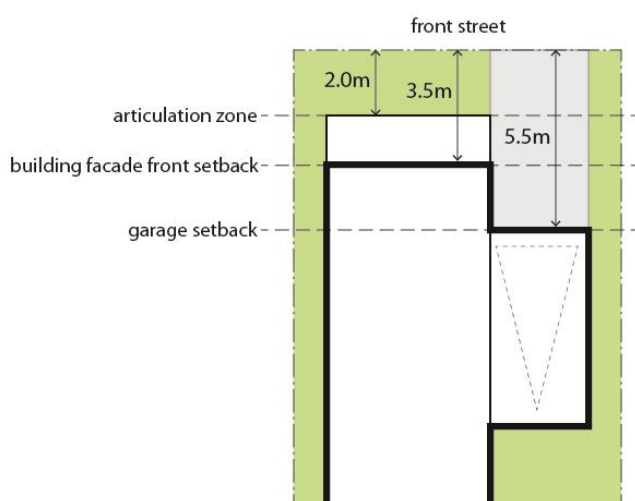 front street
2.0m
3.5m
articulation zone
5.5m
building facade front setback
garage setback